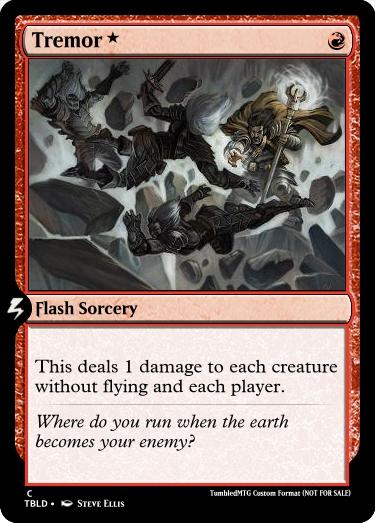 Tremor★
Flash Sorcery
This deals 1 damage to each creature
without flying and each player.
Where do you run when the earth
becomes your enemy?
C
TBLD • Steve Ellis
TumbledMTG Custom Format (NOT FOR SALE)